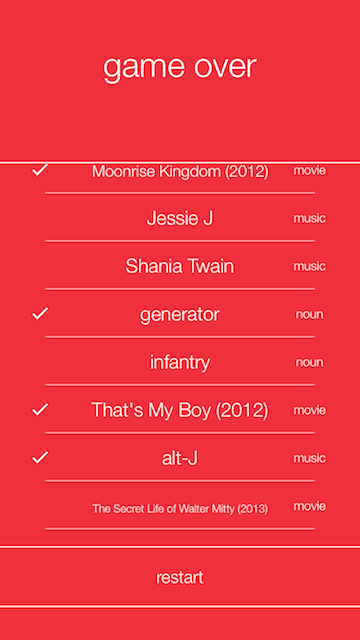 game over
Moonrise Kingdom (2012) movie
Jessie J music
Shania Twain music
generator noun
infantry noun
That's My Boy (2012) movie
alt-J music
The Secret Life of Walter Mitty (2013) movie
restart